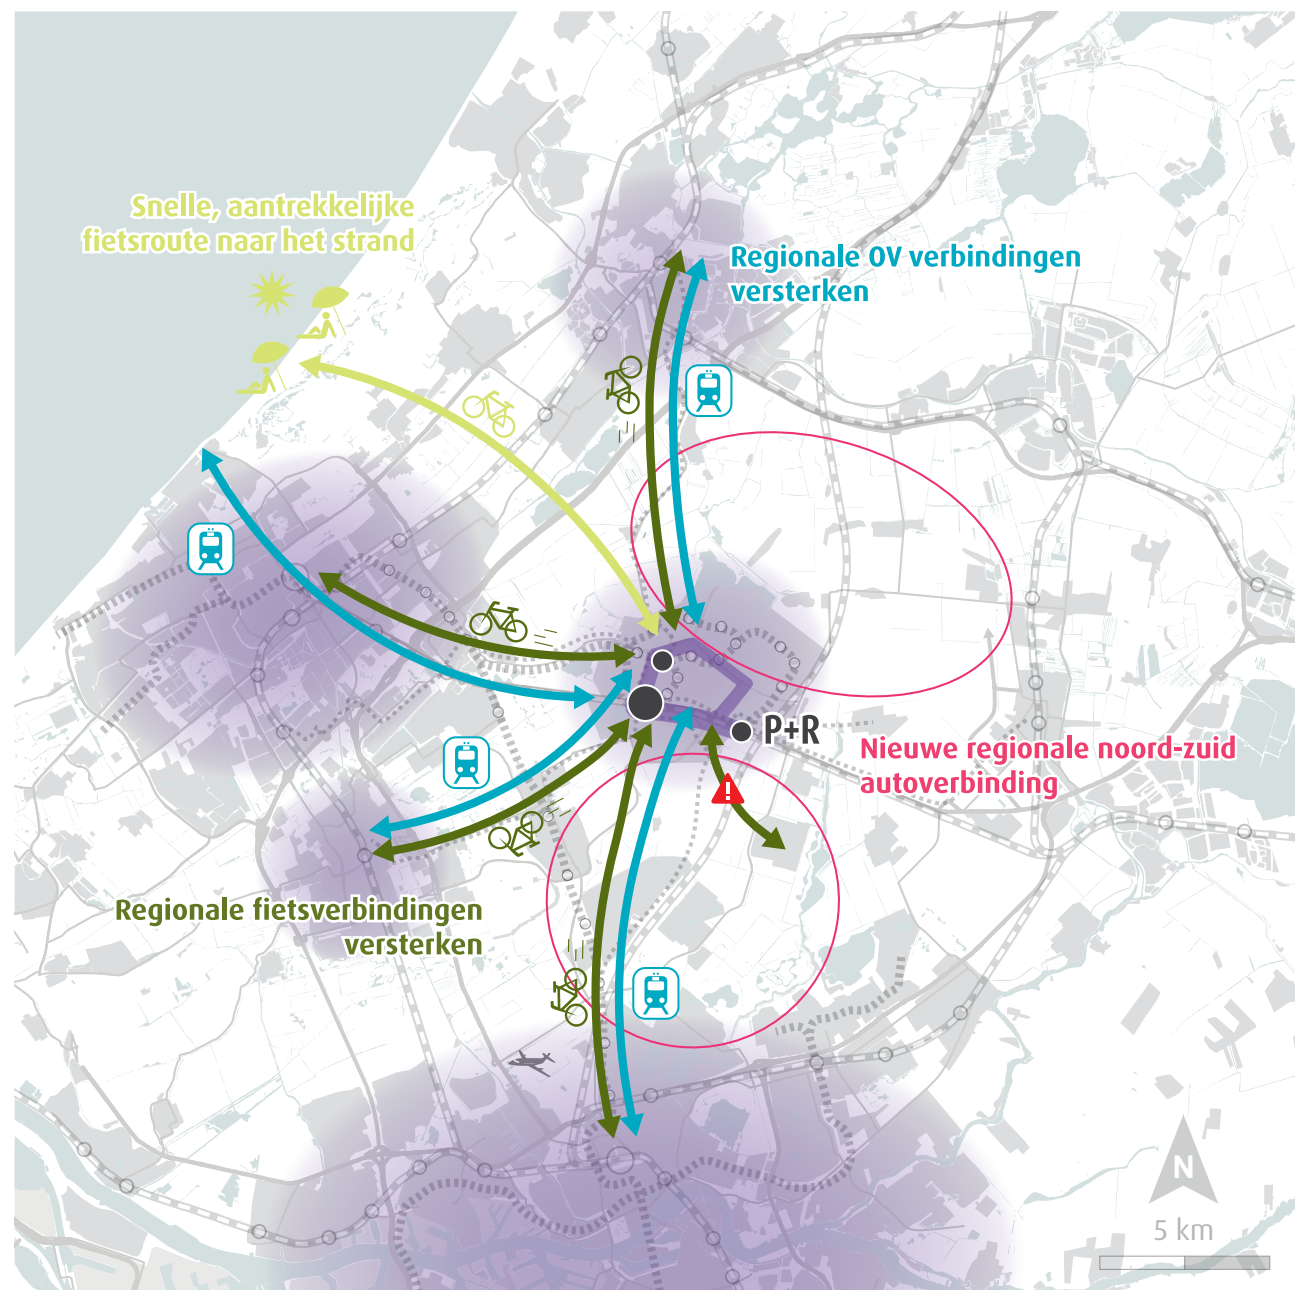 Snelle, aantrekkelijke
fietsroute naar het strand
Regionale OV verbindingen
versterken
P+R
Nieuwe regionale noord-zuid
autoverbinding
Regionale fietsverbindingen
versterken
N
5 km